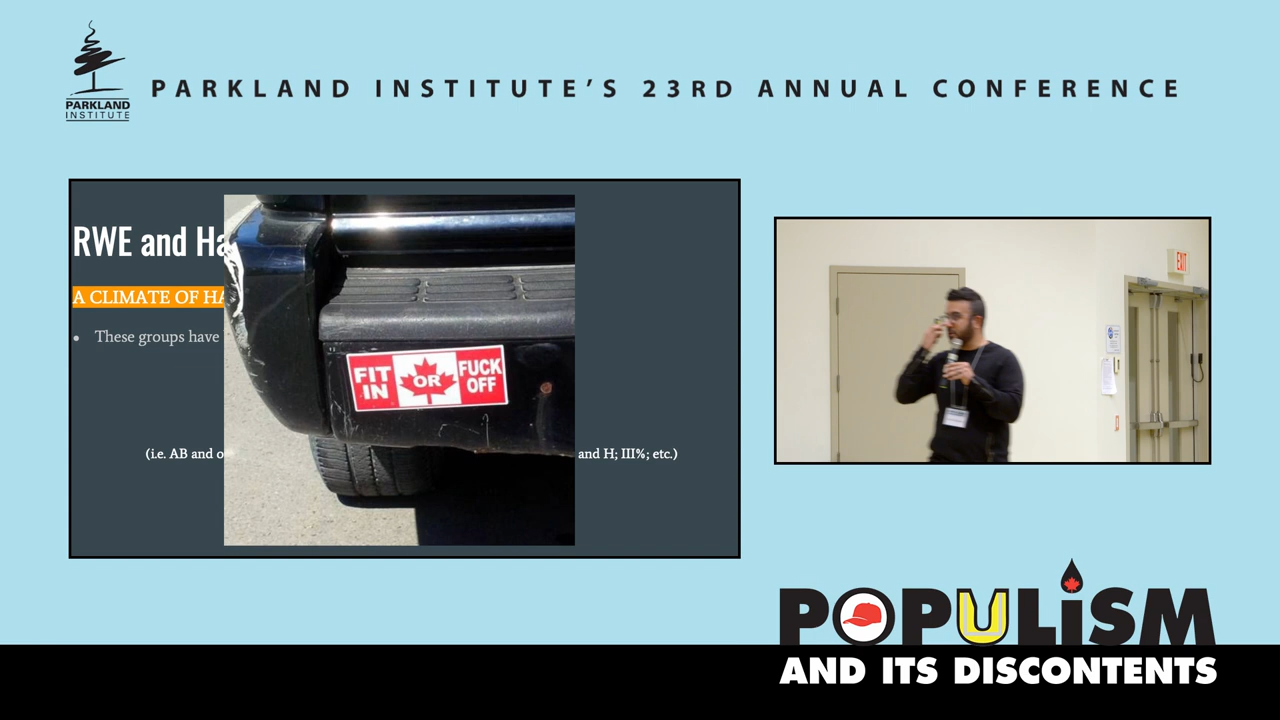 PARKLAND
INSTITUTE
PARKLAND INSTITUTE'S 23RD ANNUAL CONFERENCE
RWE and Ha
A CLIMATE OF HA
• These groups have
FIT IN OR FUCK OFF
(i.e. AB and o
and H; III%; etc.)
EXIT
POPULiSM
AND ITS DISCONTENTS